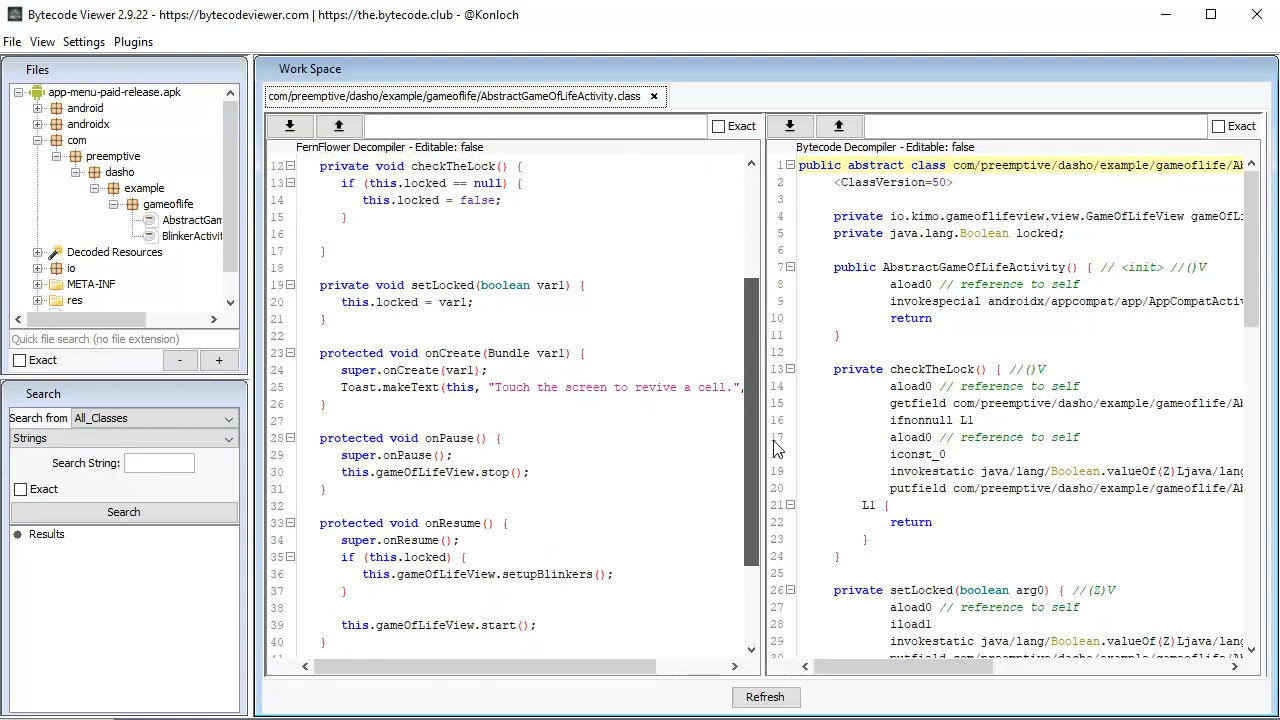 Bytecode Viewer 2.9.22 - https://bytecodeviewer.com | https://the.bytecode.club - @Konloch
File View Settings Plugins
Files
app-menu-paid-release.apk
android
androidx
com
preemptive
dasho
example
gameoflife
AbstractGam
BlinkerActivit
Decoded Resources
io
META-INF
res
Quick file search (no file extension)
Exact
-
+
Search
Search from All_Classes
Strings
Search String:
Exact
Search
Results
Work Space
com/preemptive/dasho/example/gameoflife/AbstractGameOfLifeActivity.class
Exact
FernFlower Decompiler - Editable: false
12 private void checkTheLock() {
13 if (this.locked == null) {
14 this.locked = false;
15 }
16
17 }
18
19 private void setLocked(boolean var1) {
20 this.locked = var1;
21 }
22
23 protected void onCreate(Bundle var1) {
24 super.onCreate(var1);
25 Toast.makeText(this, "Touch the screen to revive a cell.",
26 }
27
28 protected void onPause() {
29 super.onPause();
30 this.gameOfLifeView.stop();
31 }
32
33 protected void onResume() {
34 super.onResume();
35 if (this.locked) {
36 this.gameOfLifeView.setupBlinkers();
37 }
38
39 this.gameOfLifeView.start();
40 }
Exact
Bytecode Decompiler - Editable: false
1 public abstract class com/preemptive/dasho/example/gameoflife/Ab
2 <ClassVersion=50>
3
4 private io.kimo.gameoflifeview.view.GameOfLifeView gameOfLi
5 private java.lang.Boolean locked;
6
7 public AbstractGameOfLifeActivity() { // <init> //()V
8 aload0 // reference to self
9 invokespecial androidx/appcompat/app/AppCompatActiv
10 return
11 }
12
13 private checkTheLock() { //()V
14 aload0 // reference to self
15 getfield com/preemptive/dasho/example/gameoflife/Ab
16 ifnonnull L1
17 aload0 // reference to self
iconst_0
19 invokestatic java/lang/Boolean.valueOf(Z)Ljava/lang
20 putfield com/preemptive/dasho/example/gameoflife/Ab
21 L1 {
22 return
23 }
24 }
25
26 private setLocked(boolean arg0) { //(Z)V
27 aload0 // reference to self
28 iload1
29 invokestatic java/lang/Boolean.valueOf(Z)Ljava/lang
putfield com/preemptive/dasho/example/gameoflife/Ab
Refresh